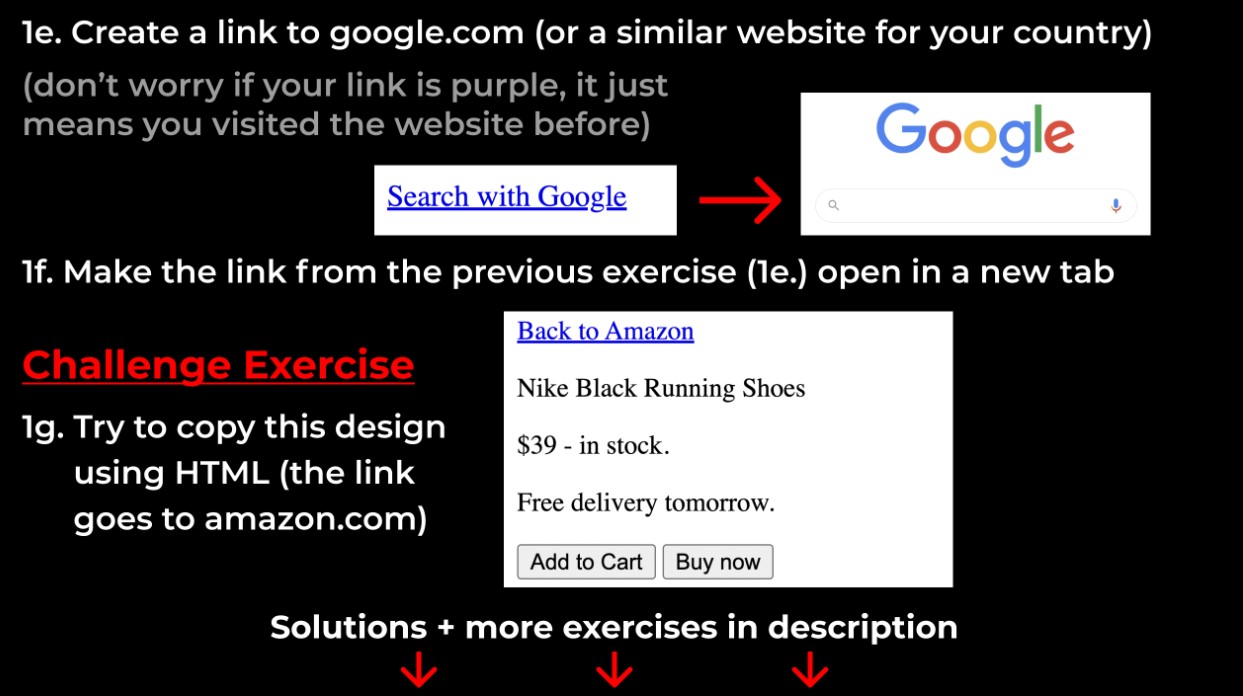 1e. Create a link to google.com (or a similar website for your country)
(don't worry if your link is purple, it just
means you visited the website before)
Search with Google
Google
1f. Make the link from the previous exercise (1e.) open in a new tab
Challenge Exercise
1g. Try to copy this design
using HTML (the link
goes to amazon.com)
Back to Amazon
Nike Black Running Shoes
$39 - in stock.
Free delivery tomorrow.
Add to Cart Buy now
Solutions + more exercises in description